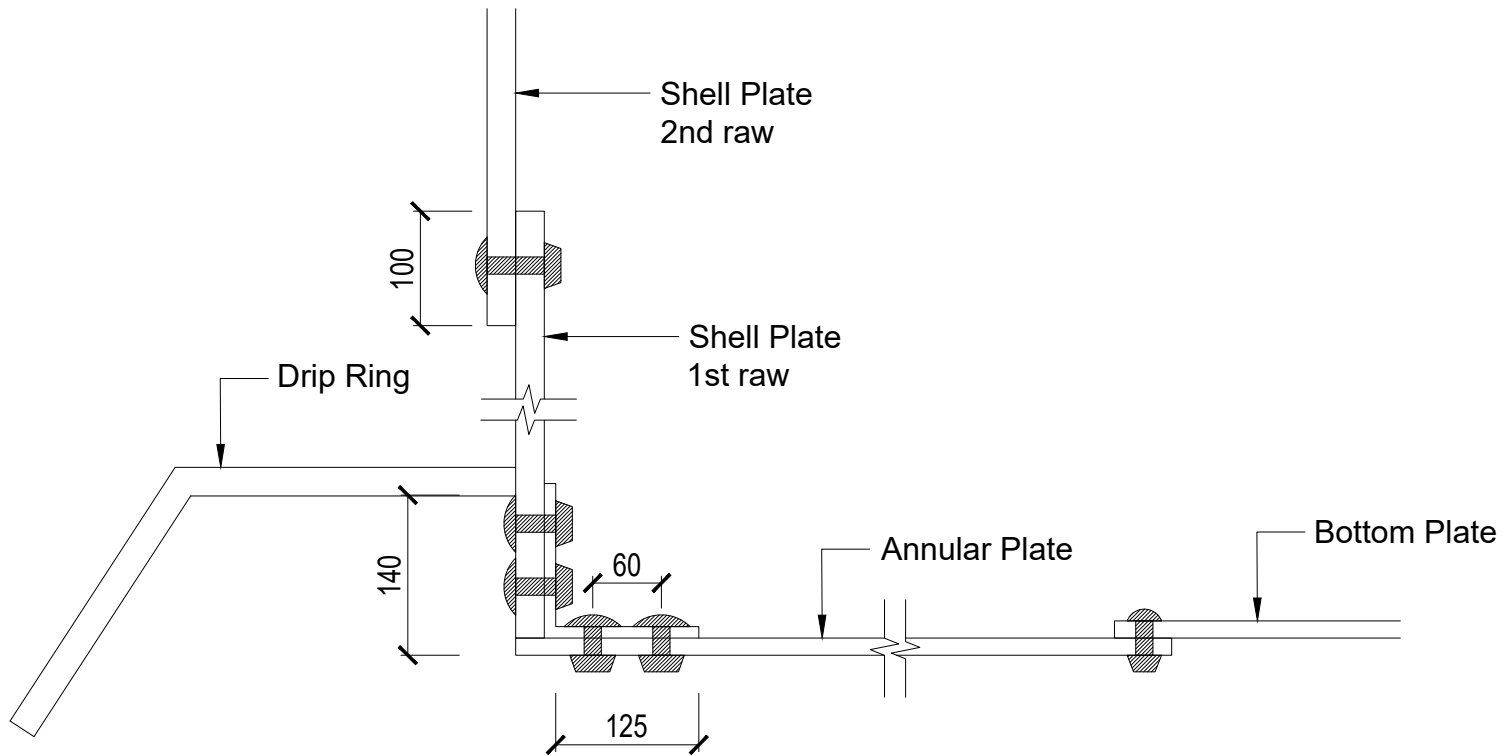 Shell Plate
2nd raw
100
Shell Plate
1st raw
Drip Ring
140
60
Annular Plate
Bottom Plate
125